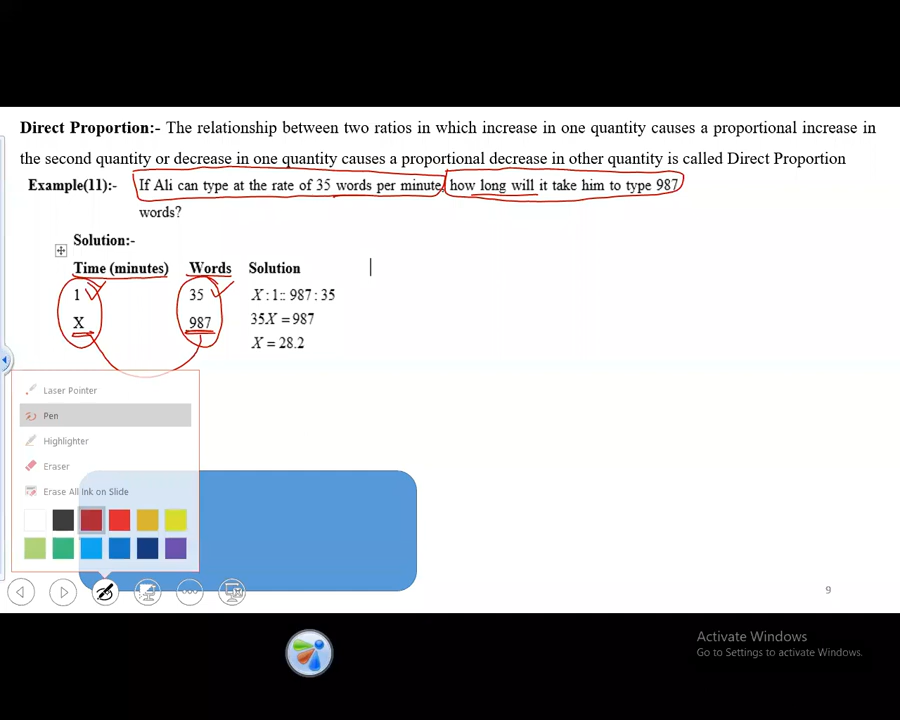 Direct Proportion:- The relationship between two ratios in which increase in one quantity causes a proportional increase in
the second quantity or decrease in one quantity causes a proportional decrease in other quantity is called Direct Proportion
Example(11):- If Ali can type at the rate of 35 words per minute, how long will it take him to type 987
words?
Solution:-
Time (minutes) Words Solution
1 35 X : 1 :: 987 : 35
X 987 35X = 987
X = 28.2
Laser Pointer
Pen
Highlighter
Eraser
Erase All Ink on Slide
9
Activate Windows
Go to Settings to activate Windows.